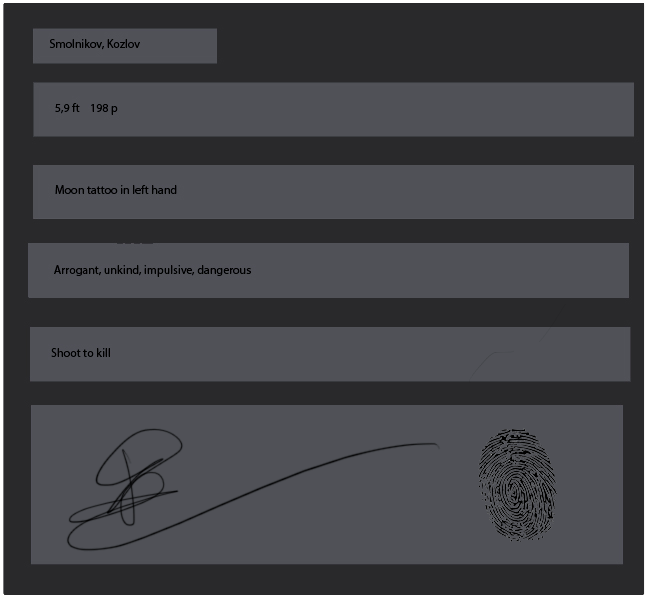 Smolnikov, Kozlov
5,9 ft 198 p
Moon tattoo in left hand
Arrogant, unkind, impulsive, dangerous
Shoot to kill